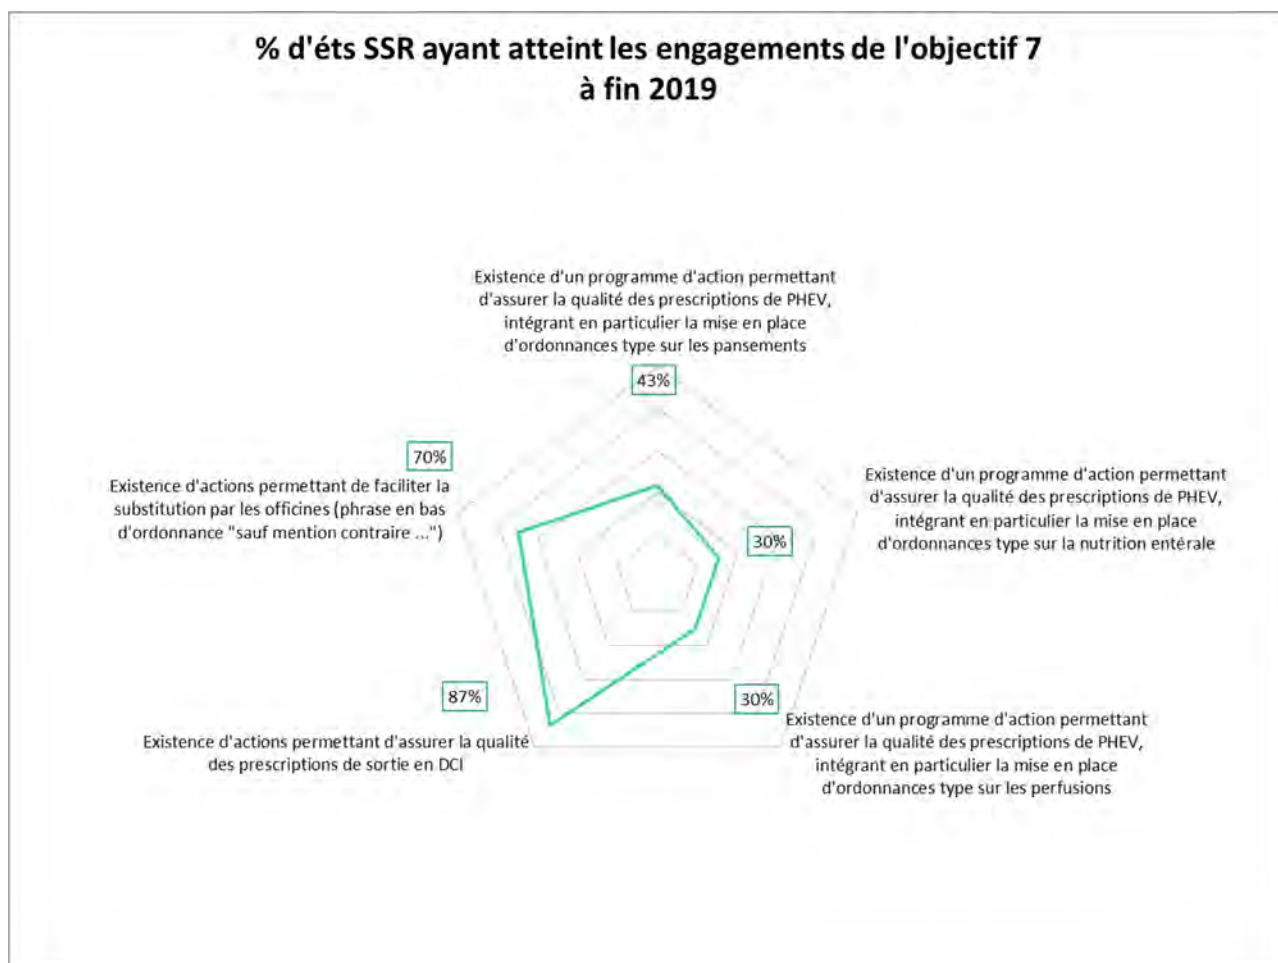 % d'éts SSR ayant atteint les engagements de l'objectif 7
à fin 2019
Existence d'un programme d'action permettant
d'assurer la qualité des prescriptions de PHEV,
intégrant en particulier la mise en place
d'ordonnances type sur les pansements
43%
Existence d'un programme d'action permettant
d'assurer la qualité des prescriptions de PHEV,
intégrant en particulier la mise en place
d'ordonnances type sur la nutrition entérale
30%
Existence d'un programme d'action permettant
d'assurer la qualité des prescriptions de PHEV,
intégrant en particulier la mise en place
d'ordonnances type sur les perfusions
30%
87%
Existence d'actions permettant d'assurer la qualité
des prescriptions de sortie en DCI
70%
Existence d'actions permettant de faciliter la
substitution par les officines (phrase en bas
d'ordonnance "sauf mention contraire ...")